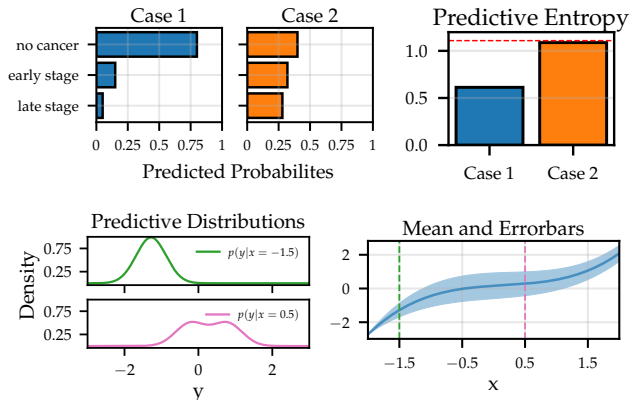 Case 1
Case 2
no cancer
early stage
late stage
0 0.25 0.5 0.75 1
0 0.25 0.5 0.75 1
Predicted Probabilites
Predictive Entropy
1.0
0.5
0.0
Case 1 Case 2
Predictive Distributions
Density
0.75
0.25
p(y|x = −1.5)
0.75
0.25
p(y|x = 0.5)
−2 0 2
y
Mean and Errorbars
2
0
−2
−1.5 −0.5 0.5 1.5
x